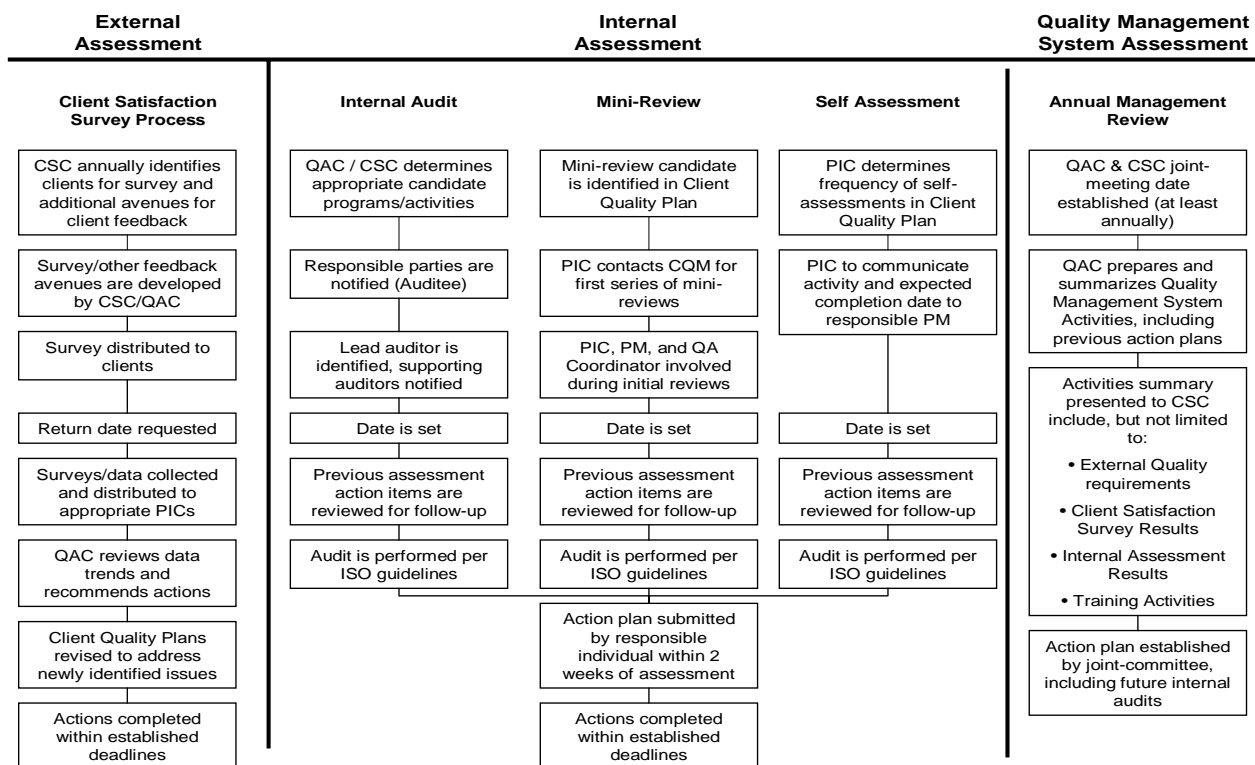 External
Assessment
Internal
Assessment
Quality Management
System Assessment
Client Satisfaction
Survey Process
CSC annually identifies
clients for survey and
additional avenues for
client feedback
Survey/other feedback
avenues are developed
by CSC/QAC
Survey distributed to
clients
Return date requested
Surveys/data collected
and distributed to
appropriate PICs
QAC reviews data
trends and
recommends actions
Client Quality Plans
revised to address
newly identified issues
Actions completed
within established
deadlines
Internal Audit
QAC / CSC determines
appropriate candidate
programs/activities
Responsible parties are
notified (Auditee)
Lead auditor is
identified, supporting
auditors notified
Date is set
Previous assessment
action items are
reviewed for follow-up
Audit is performed per
ISO guidelines
Mini-Review
Mini-review candidate
is identified in Client
Quality Plan
PIC contacts CQM for
first series of mini-
reviews
PIC, PM, and QA
Coordinator involved
during initial reviews
Date is set
Previous assessment
action items are
reviewed for follow-up
Audit is performed per
ISO guidelines
Self Assessment
PIC determines
frequency of self-
assessments in Client
Quality Plan
PIC to communicate
activity and expected
completion date to
responsible PM
Date is set
Previous assessment
action items are
reviewed for follow-up
Audit is performed per
ISO guidelines
Action plan submitted
by responsible
individual within 2
weeks of assessment
Actions completed
within established
deadlines
Annual Management
Review
QAC & CSC joint-
meeting date
established (at least
annually)
QAC prepares and
summarizes Quality
Management System
Activities, including
previous action plans
Activities summary
presented to CSC
include, but not limited
to:
• External Quality
requirements
• Client Satisfaction
Survey Results
• Internal Assessment
Results
• Training Activities
Action plan established
by joint-committee,
including future internal
audits